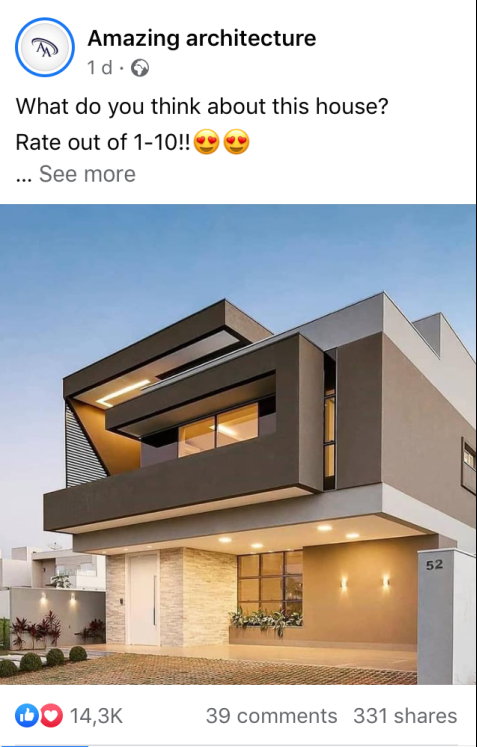 Amazing architecture
1 d ·
What do you think about this house?
Rate out of 1-10!!😍😍
... See more
52
14,3K 39 comments 331 shares